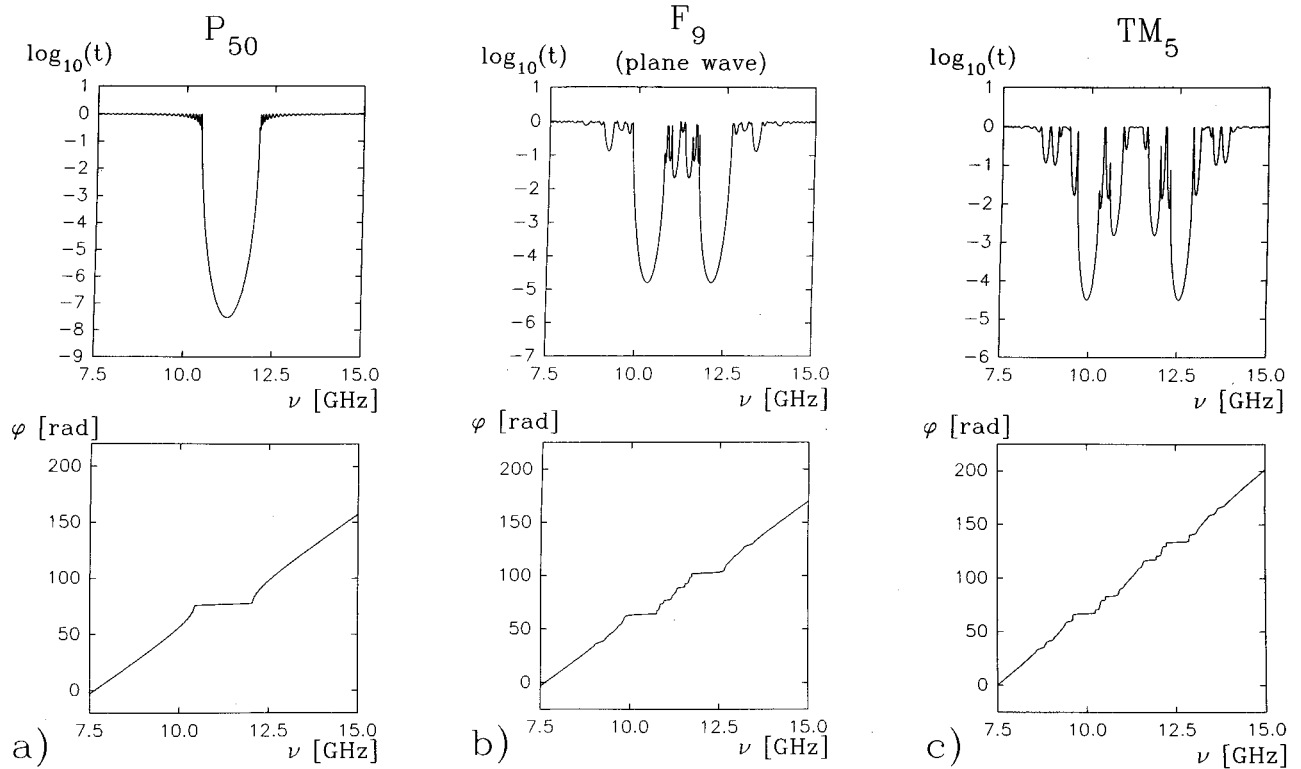 P50
log10(t)
1
0
-1
-2
-3
-4
-5
-6
-7
-8
-9
7.5 10.0 12.5 15.0
ν [GHz]
F9
(plane wave)
log10(t)
1
0
-1
-2
-3
-4
-5
-6
-7
7.5 10.0 12.5 15.0
ν [GHz]
TM5
log10(t)
1
0
-1
-2
-3
-4
-5
-6
7.5 10.0 12.5 15.0
ν [GHz]
φ [rad]
200
150
100
50
0
7.5 10.0 12.5 15.0
a) ν [GHz]
φ [rad]
200
150
100
50
0
7.5 10.0 12.5 15.0
b) ν [GHz]
φ [rad]
200
150
100
50
0
7.5 10.0 12.5 15.0
c) ν [GHz]